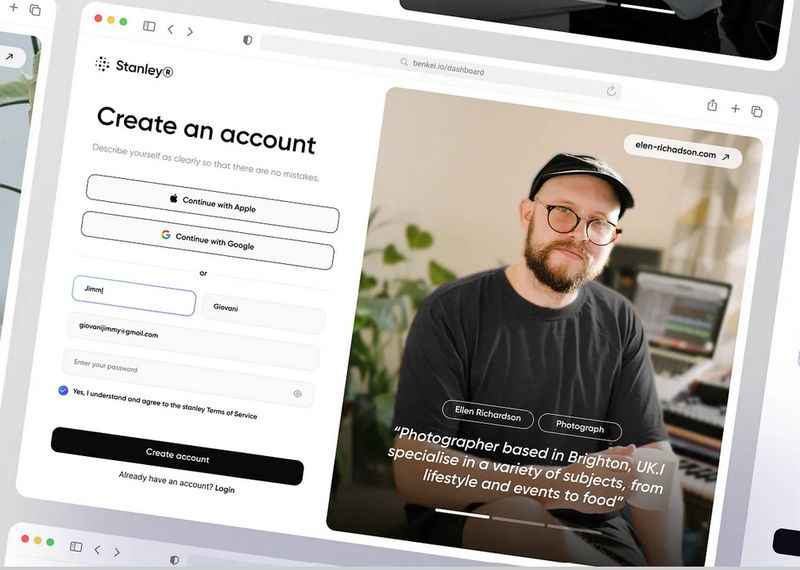 benkei.io/dashboard
Stanley®
Create an account
Describe yourself as clearly so that there are no mistakes.
Continue with Apple
Continue with Google
or
Jimm
Giovani
giovanijimmy@gmail.com
Enter your password
Yes, I understand and agree to the stanley Terms of Service
Create account
Already have an account? Login
elen-richadson.com
Ellen Richardson
Photograph
“Photographer based in Brighton, UK.I
specialise in a variety of subjects, from
lifestyle and events to food”